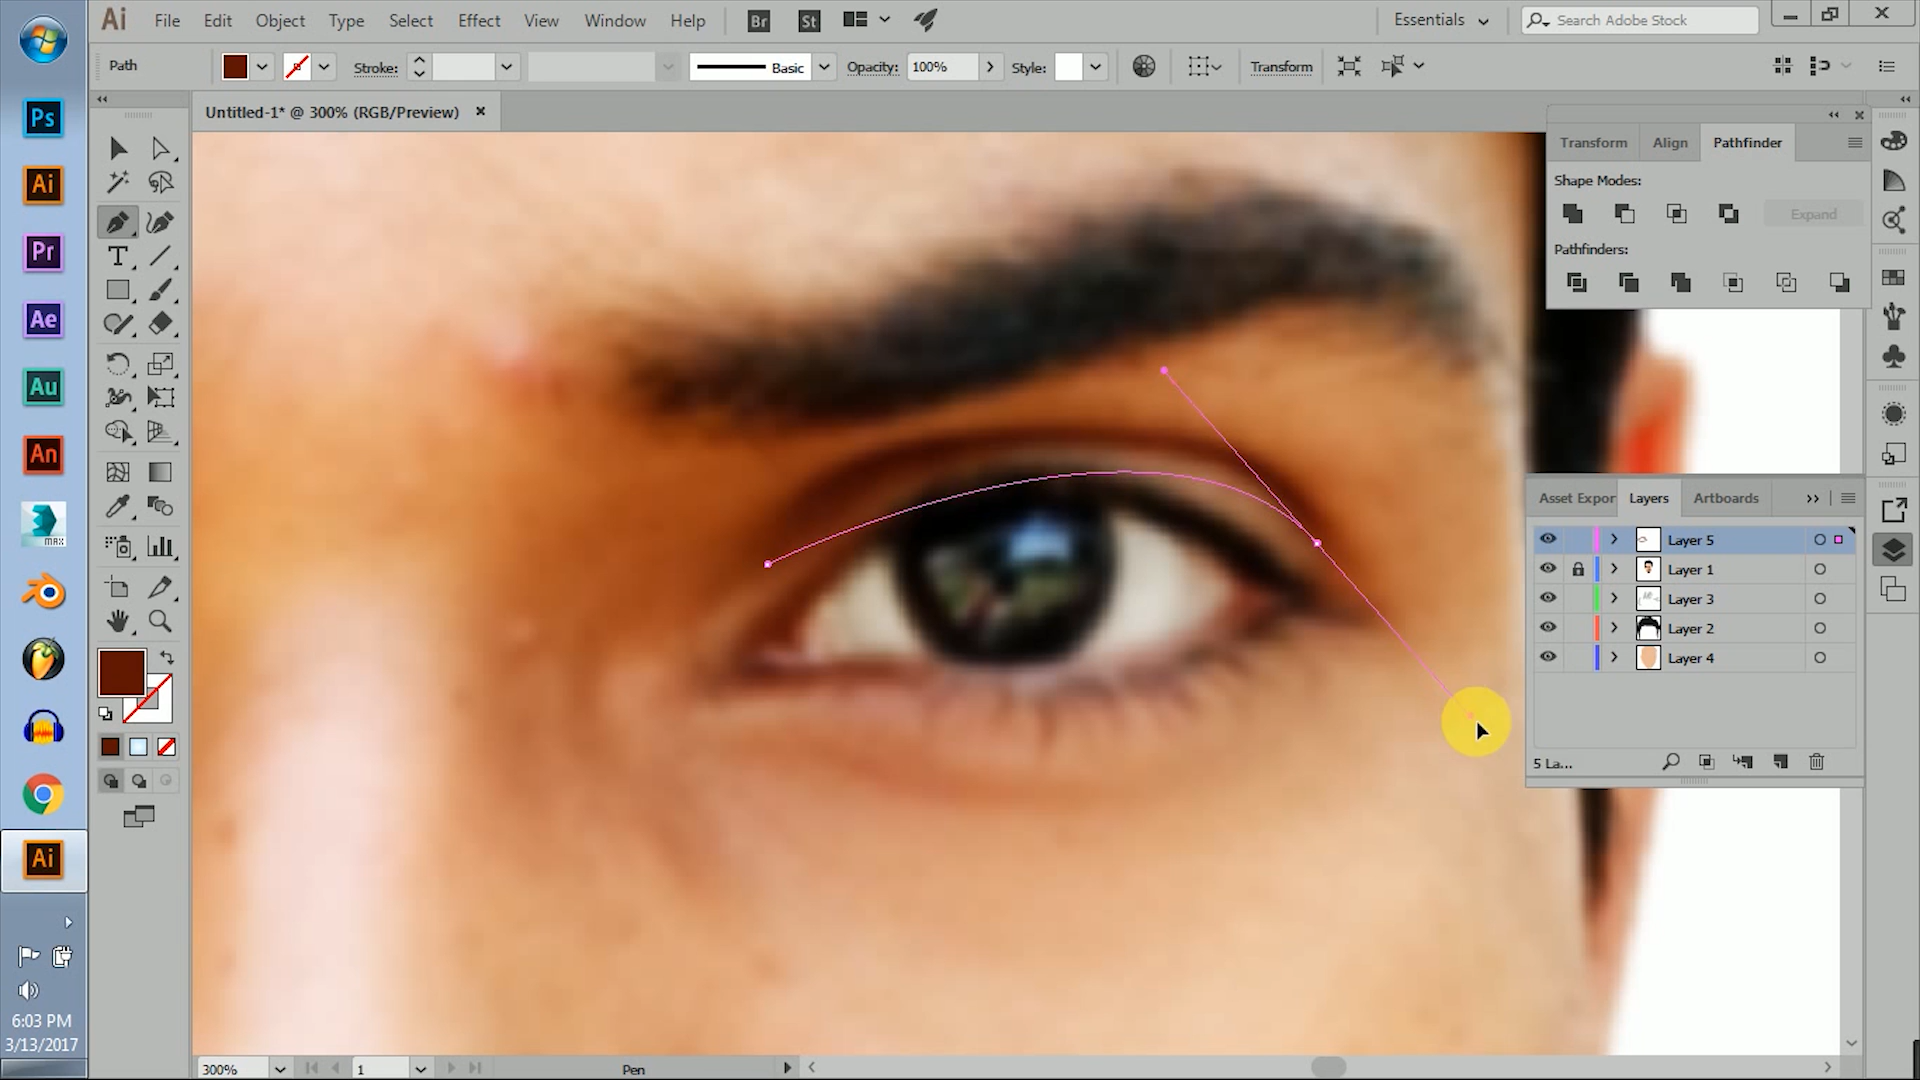 Ai File Edit Object Type Select Effect View Window Help Br St Essentials Search Adobe Stock
Path Stroke: Basic Opacity: 100% Style: Transform
Untitled-1* @ 300% (RGB/Preview)
Ps
Ai
Pr
Ae
Au
An
MAX
Ai
6:03 PM
3/13/2017
T
Transform Align Pathfinder
Shape Modes:
Expand
Pathfinders:
Asset Expor Layers Artboards
Layer 5
Layer 1
Layer 3
Layer 2
Layer 4
5 La...
300% 1 Pen